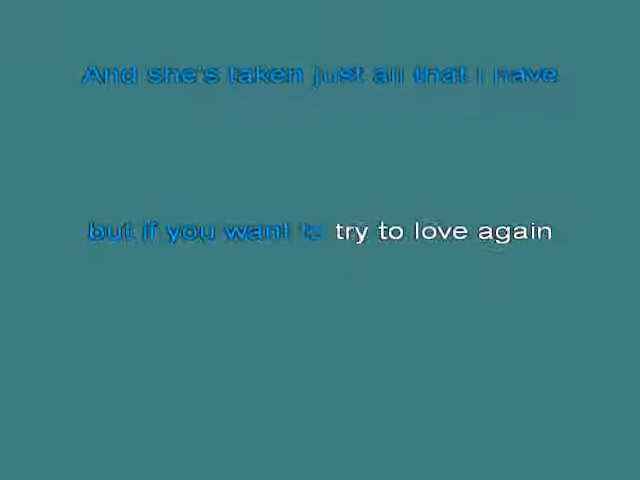 And she's taken just all that I have
but if you want to try to love again